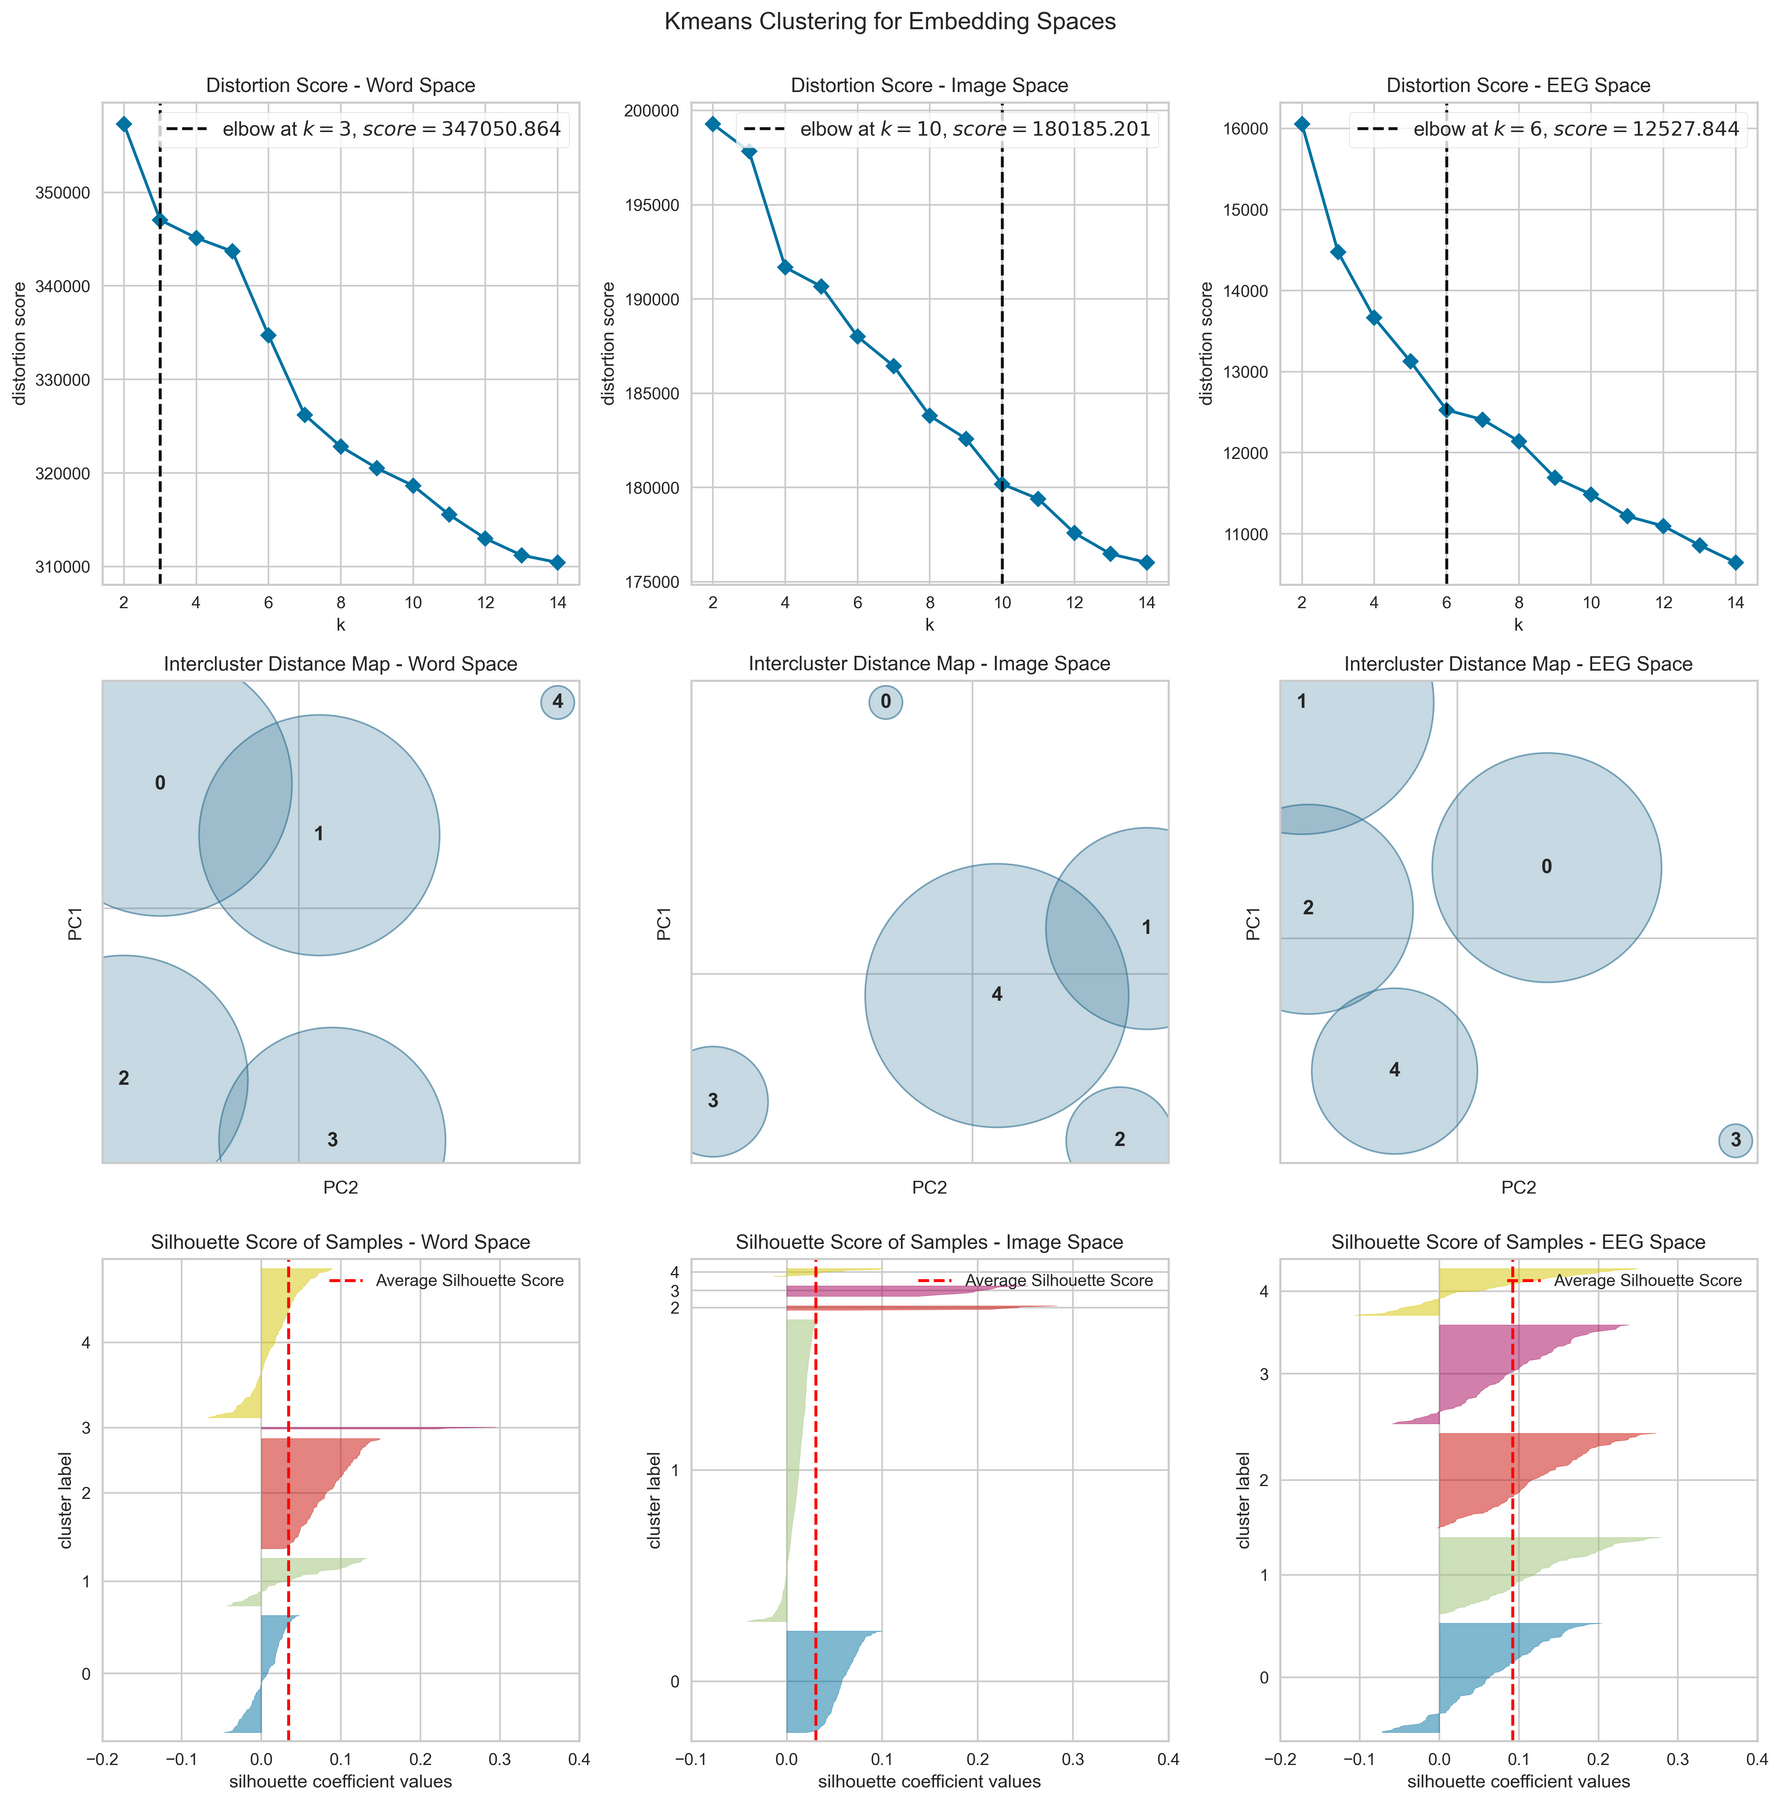 Kmeans Clustering for Embedding Spaces
Distortion Score - Word Space
elbow at k = 3, score = 347050.864
distortion score
350000
340000
330000
320000
310000
2 4 6 8 10 12 14
k
Distortion Score - Image Space
elbow at k = 10, score = 180185.201
distortion score
200000
195000
190000
185000
180000
175000
2 4 6 8 10 12 14
k
Distortion Score - EEG Space
elbow at k = 6, score = 12527.844
distortion score
16000
15000
14000
13000
12000
11000
2 4 6 8 10 12 14
k
Intercluster Distance Map - Word Space
PC1
4
0
1
2
3
PC2
Intercluster Distance Map - Image Space
PC1
0
1
4
3
2
PC2
Intercluster Distance Map - EEG Space
PC1
1
0
2
4
3
PC2
Silhouette Score of Samples - Word Space
Average Silhouette Score
cluster label
4
3
2
1
0
−0.2 −0.1 0.0 0.1 0.2 0.3 0.4
silhouette coefficient values
Silhouette Score of Samples - Image Space
Average Silhouette Score
cluster label
4
3
2
1
0
−0.1 0.0 0.1 0.2 0.3 0.4
silhouette coefficient values
Silhouette Score of Samples - EEG Space
Average Silhouette Score
cluster label
4
3
2
1
0
−0.2 −0.1 0.0 0.1 0.2 0.3 0.4
silhouette coefficient values